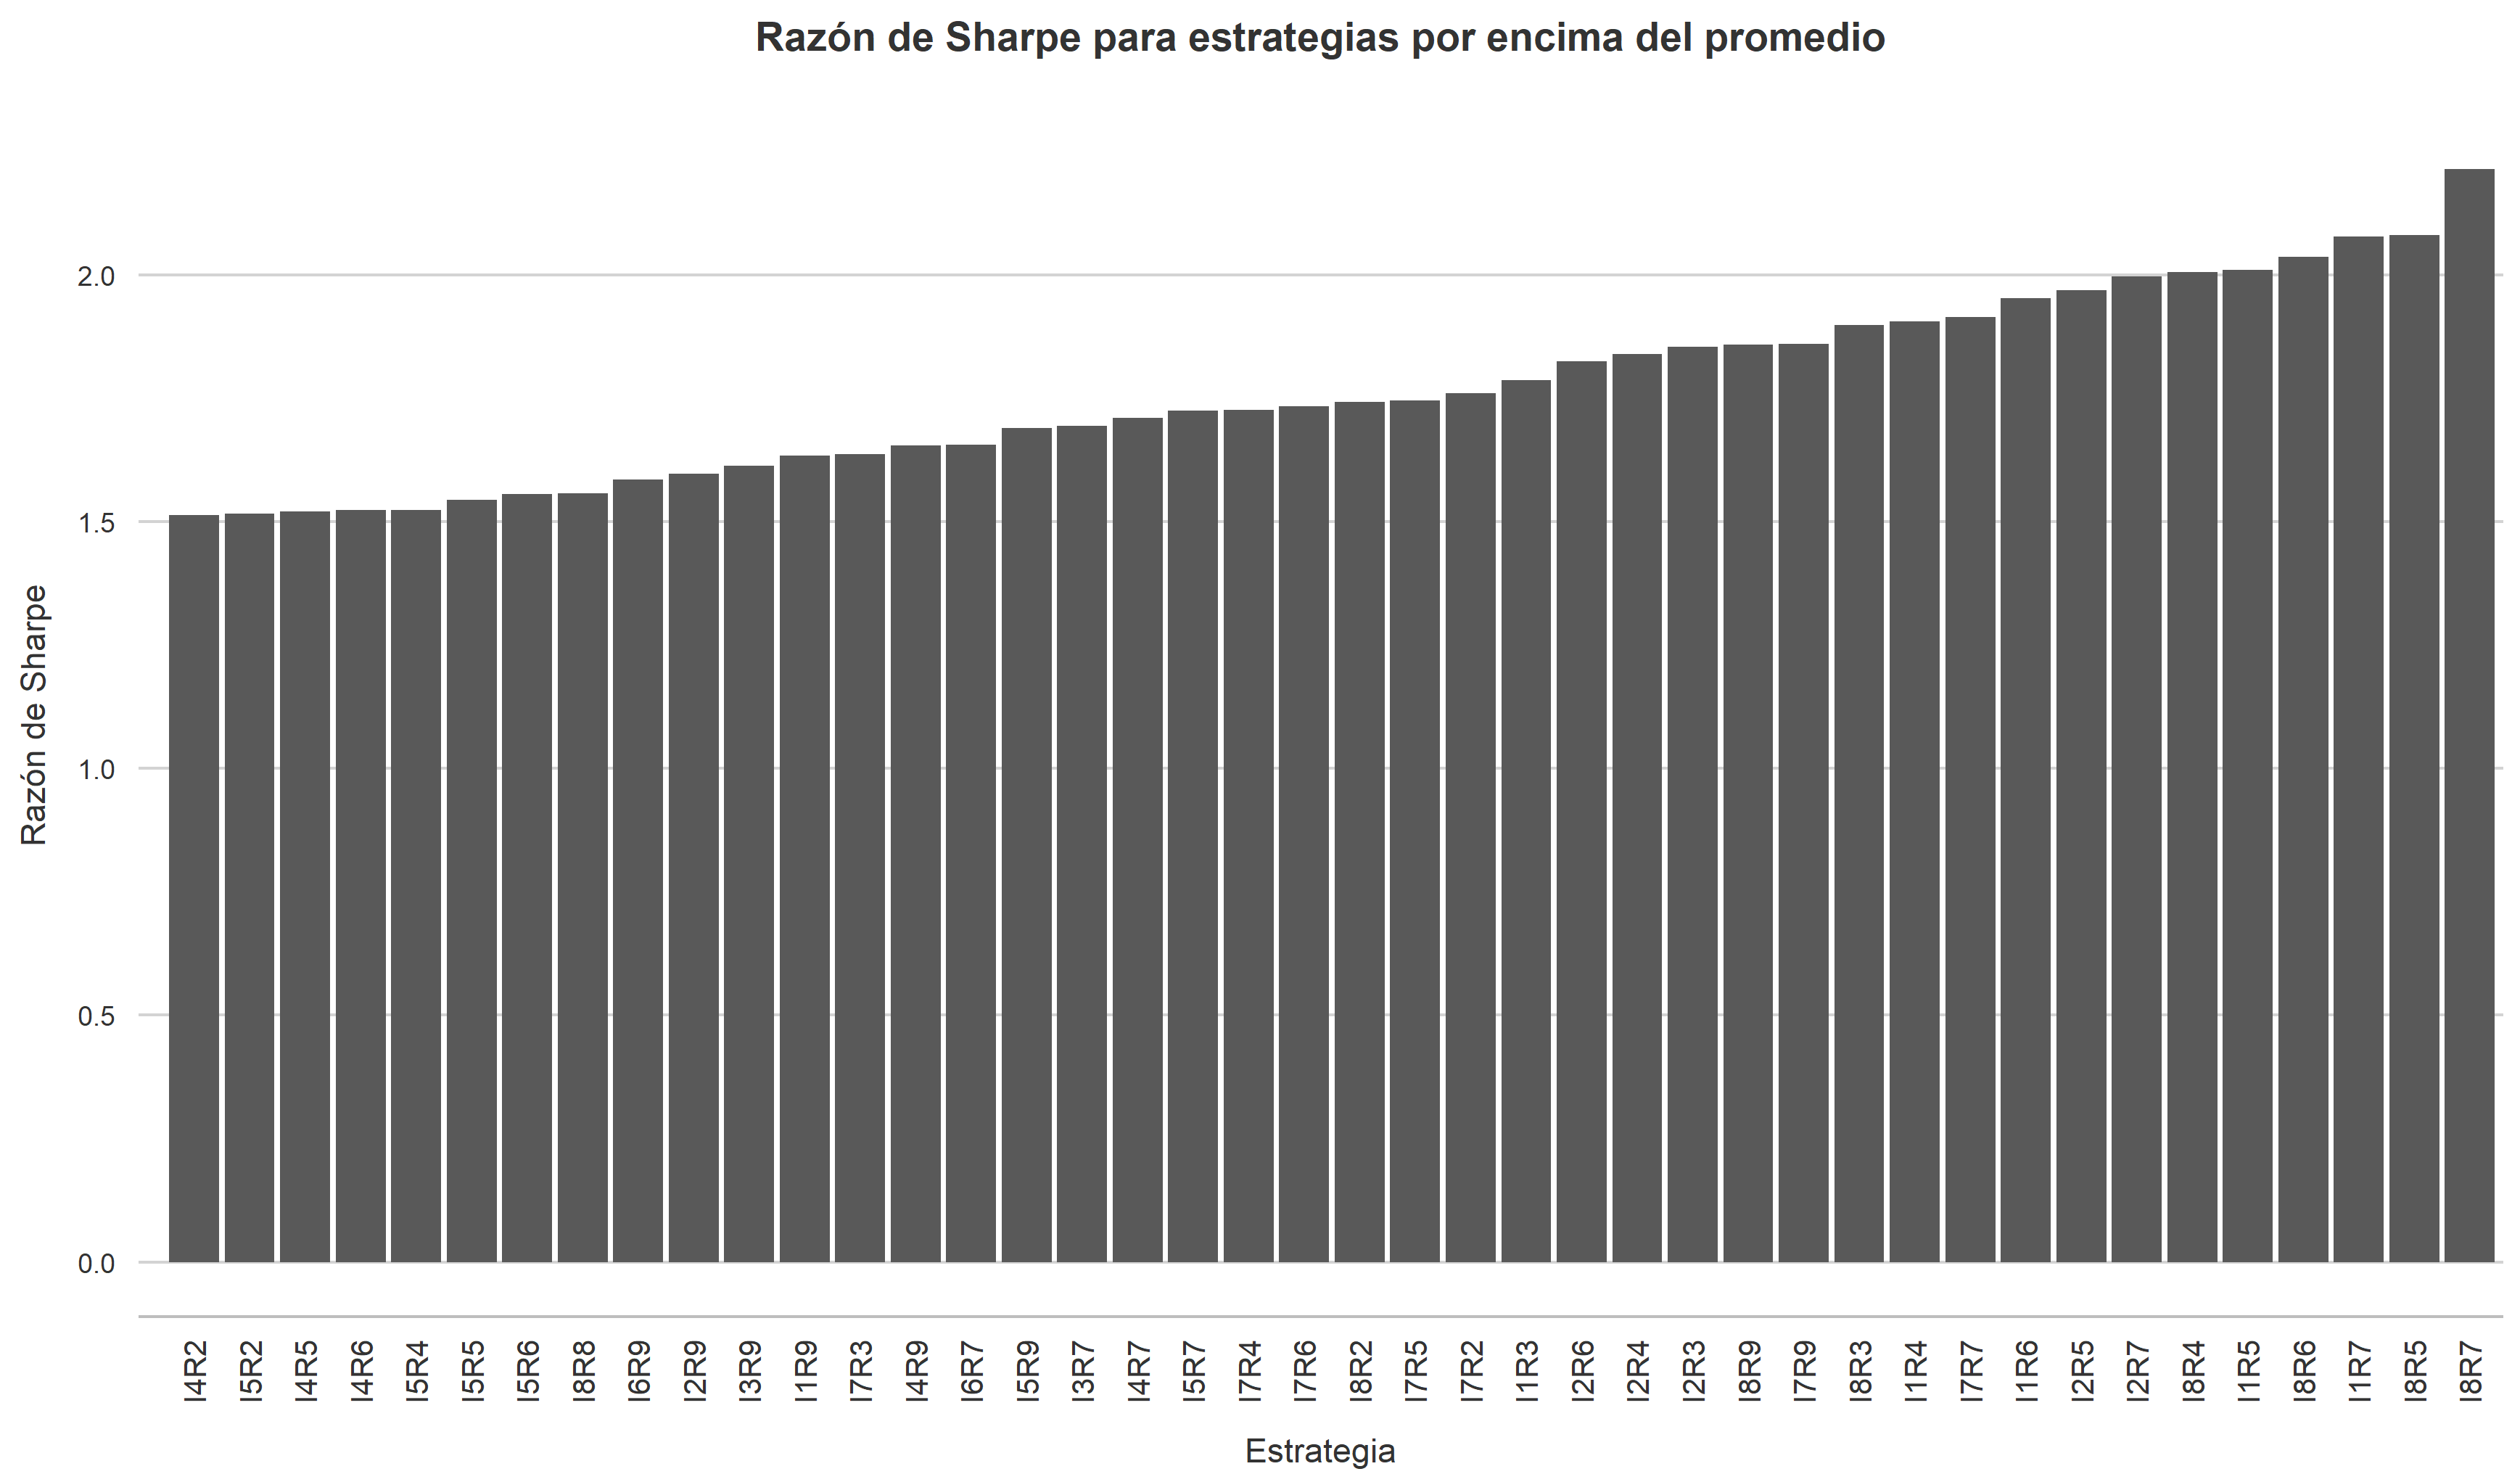 Razón de Sharpe para estrategias por encima del promedio
Razón de Sharpe
2.0
1.5
1.0
0.5
0.0
I4R2
I5R2
I4R5
I4R6
I5R4
I5R5
I5R6
I8R8
I6R9
I2R9
I3R9
I1R9
I7R3
I4R9
I6R7
I5R9
I3R7
I4R7
I5R7
I7R4
I7R6
I8R2
I7R5
I7R2
I1R3
I2R6
I2R4
I2R3
I8R9
I7R9
I8R3
I1R4
I7R7
I1R6
I2R5
I2R7
I8R4
I1R5
I8R6
I1R7
I8R5
I8R7
Estrategia